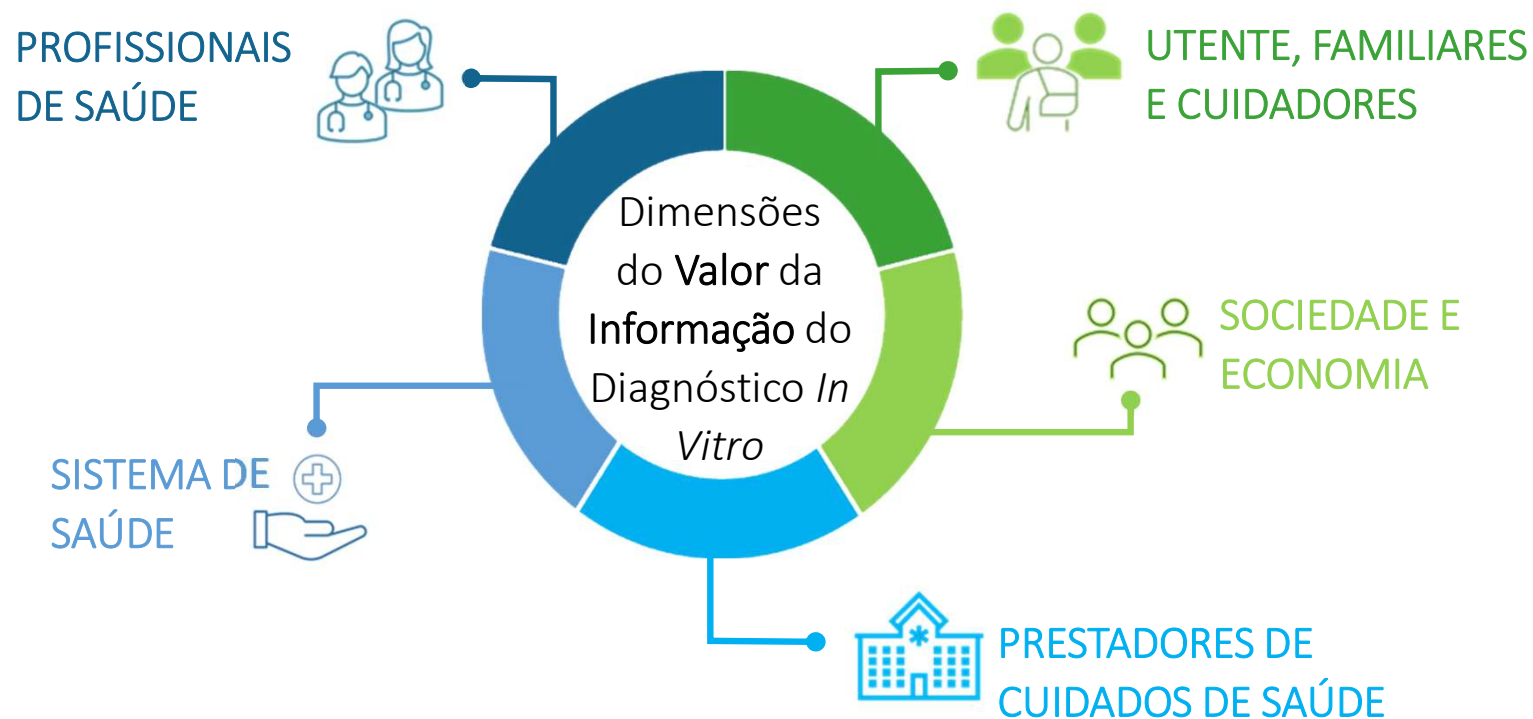 PROFISSIONAIS
DE SAÚDE
UTENTE, FAMILIARES
E CUIDADORES
Dimensões
do Valor da
Informação do
Diagnóstico In
Vitro
SOCIEDADE E
ECONOMIA
SISTEMA DE
SAÚDE
PRESTADORES DE
CUIDADOS DE SAÚDE